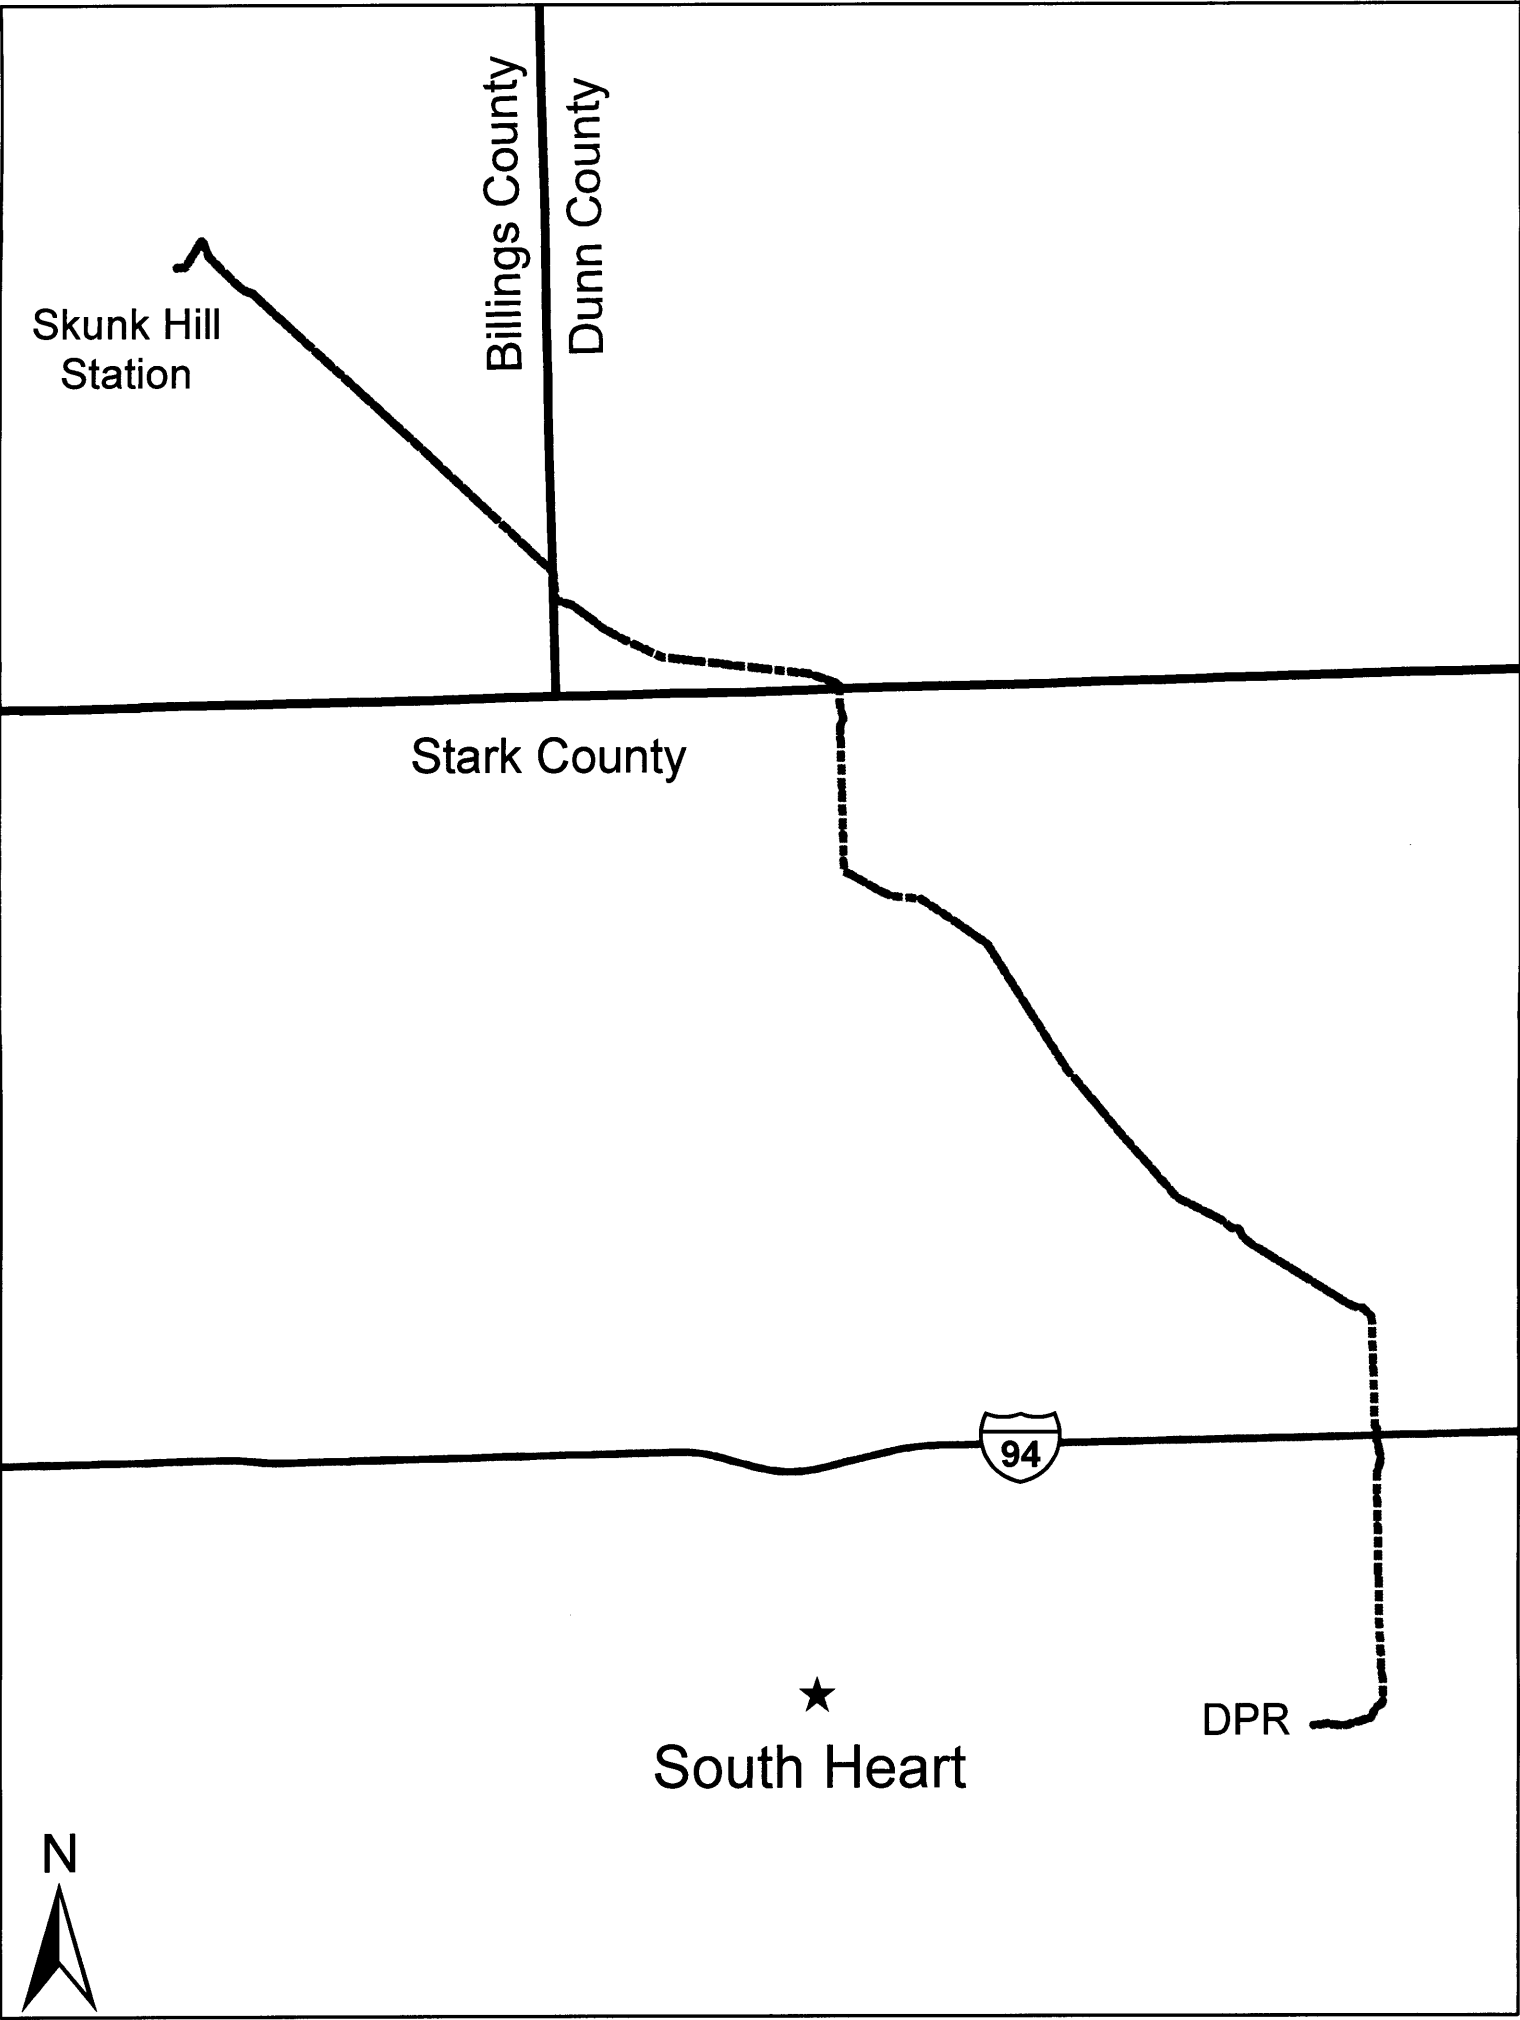 Billings County
Dunn County
Skunk Hill
Station
Stark County
94
DPR
South Heart
N